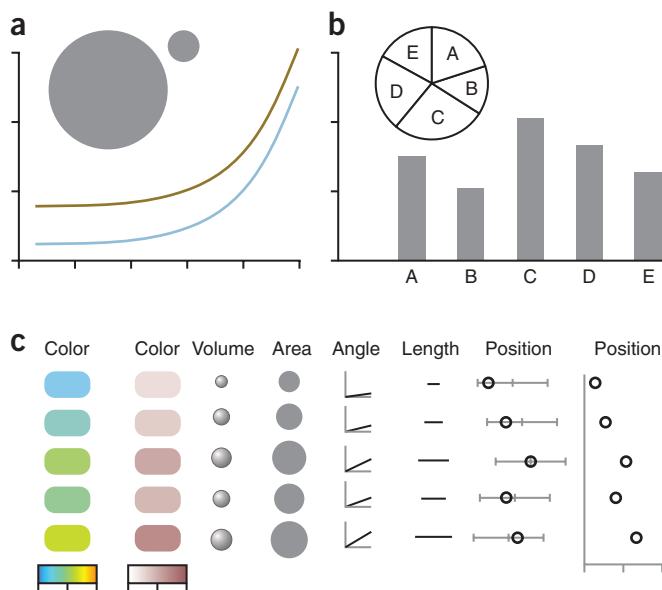 a
b
E
A
D
B
C
A
B
C
D
E
c
Color
Color
Volume
Area
Angle
Length
Position
Position